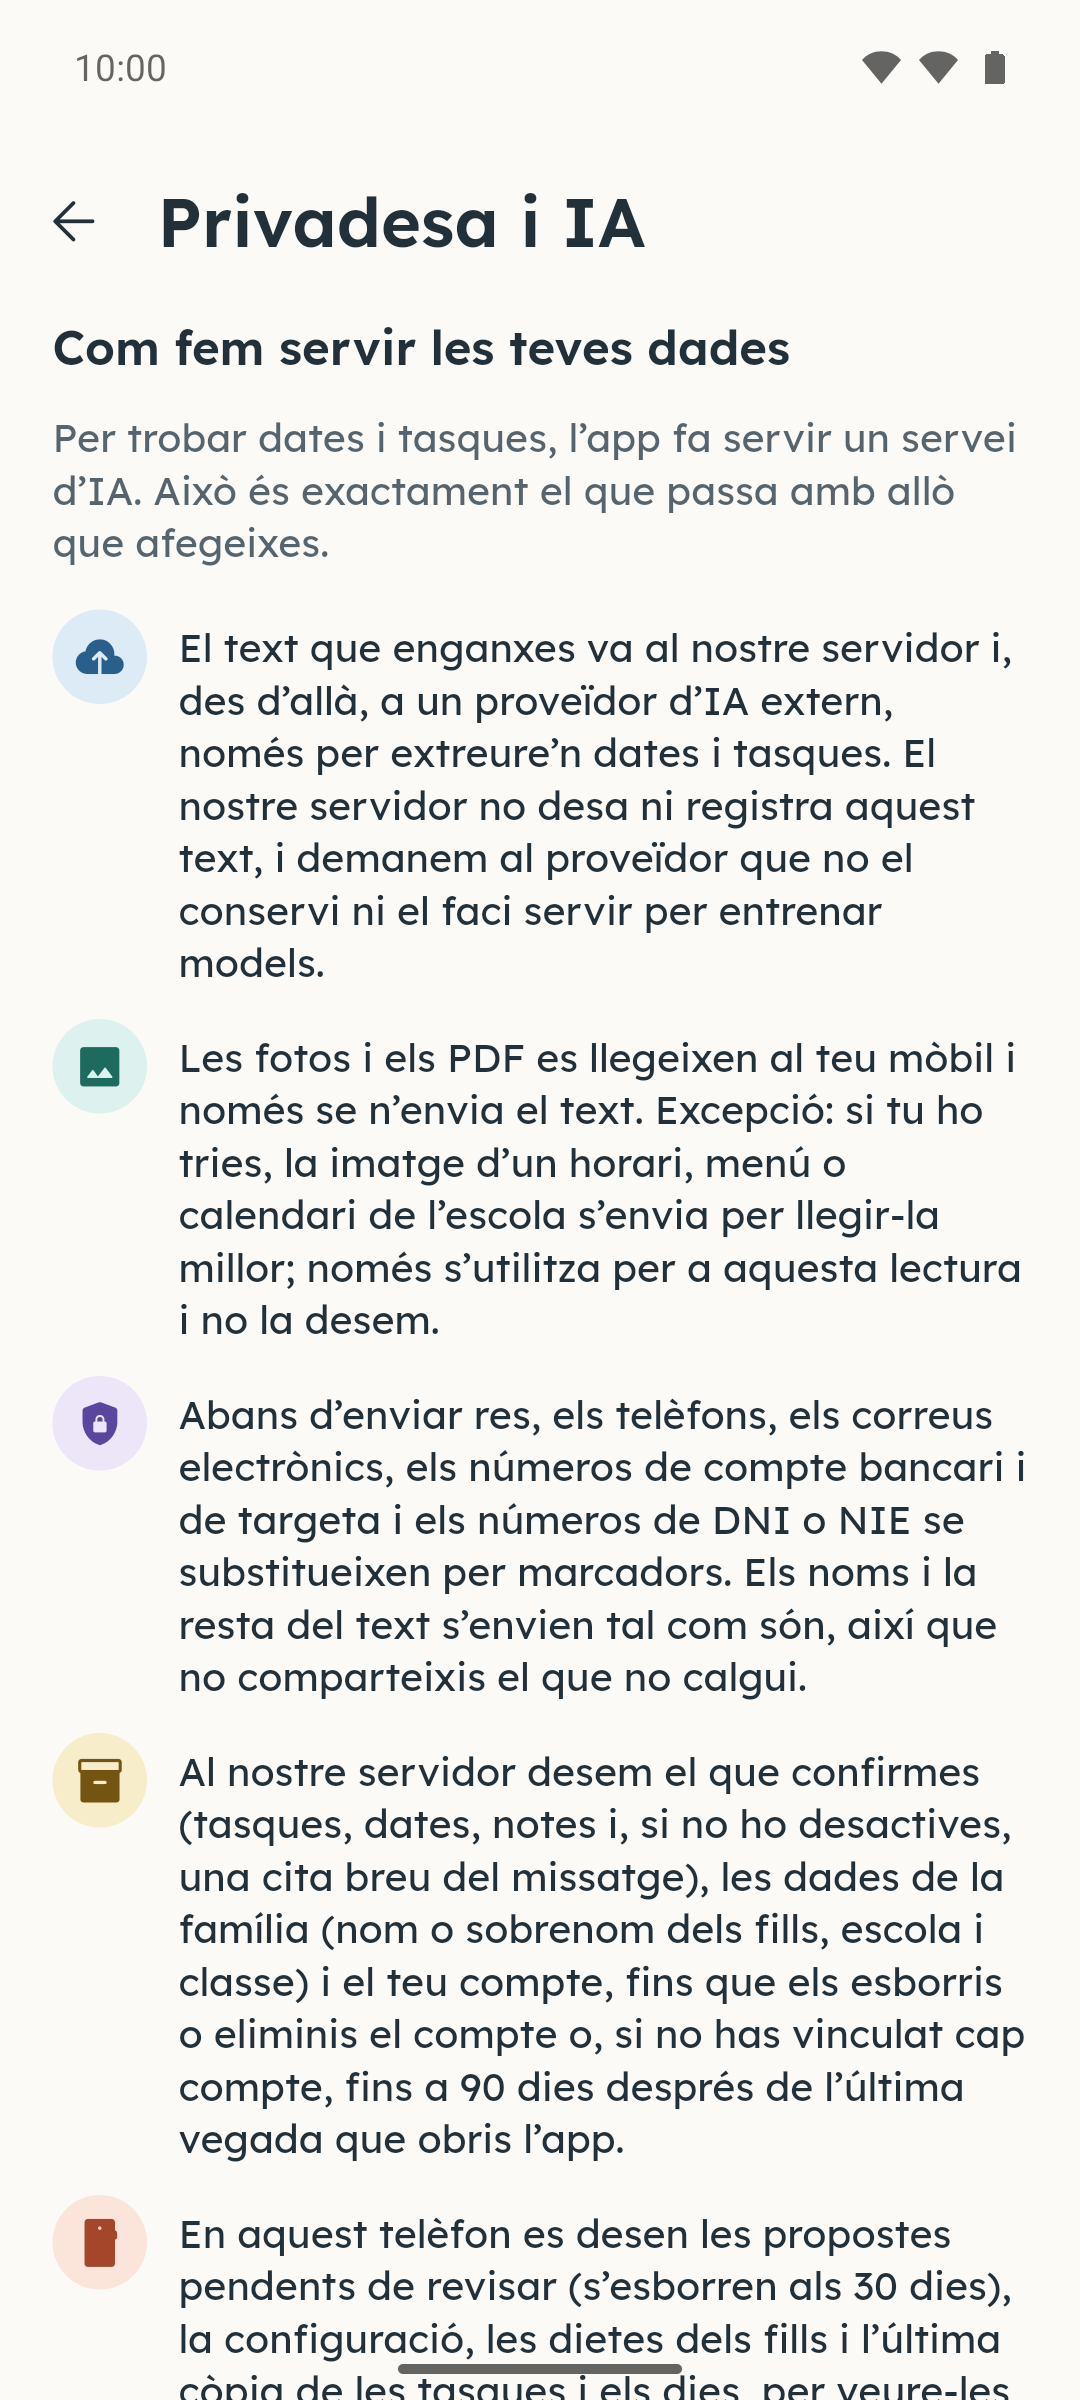 10:00
Privadesa i IA
Com fem servir les teves dades
Per trobar dates i tasques, l’app fa servir un servei
d’IA. Això és exactament el que passa amb allò
que afegeixes.
El text que enganxes va al nostre servidor i,
des d’allà, a un proveïdor d’IA extern,
només per extreure’n dates i tasques. El
nostre servidor no desa ni registra aquest
text, i demanem al proveïdor que no el
conservi ni el faci servir per entrenar
models.
Les fotos i els PDF es llegeixen al teu mòbil i
només se n’envia el text. Excepció: si tu ho
tries, la imatge d’un horari, menú o
calendari de l’escola s’envia per llegir-la
millor; només s’utilitza per a aquesta lectura
i no la desem.
Abans d’enviar res, els telèfons, els correus
electrònics, els números de compte bancari i
de targeta i els números de DNI o NIE se
substitueixen per marcadors. Els noms i la
resta del text s’envien tal com són, així que
no comparteixis el que no calgui.
Al nostre servidor desem el que confirmes
(tasques, dates, notes i, si no ho desactives,
una cita breu del missatge), les dades de la
família (nom o sobrenom dels fills, escola i
classe) i el teu compte, fins que els esborris
o eliminis el compte o, si no has vinculat cap
compte, fins a 90 dies després de l’última
vegada que obris l’app.
En aquest telèfon es desen les propostes
pendents de revisar (s’esborren als 30 dies),
la configuració, les dietes dels fills i l’última
còpia de les tasques i els dies, per veure-les